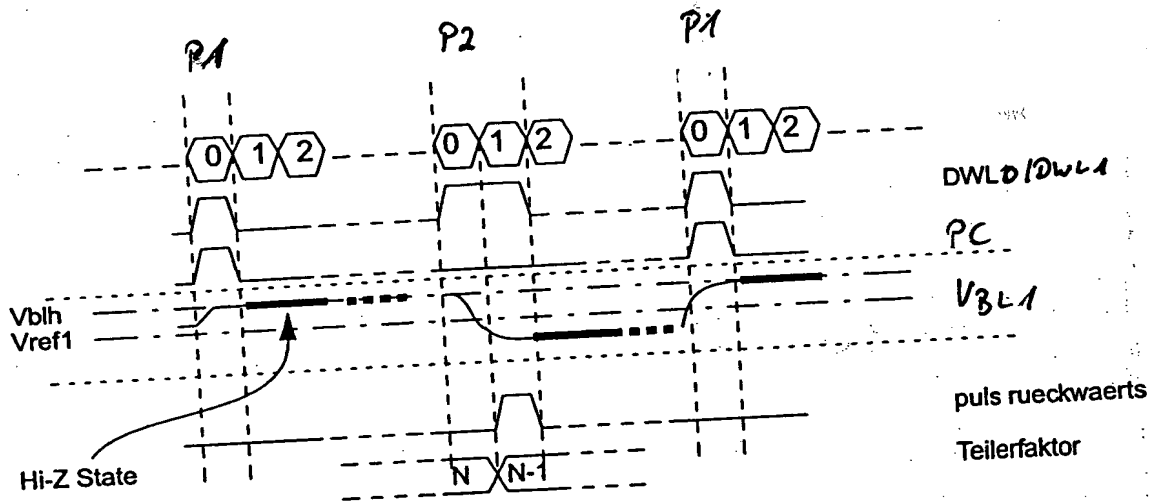 P1 P2 P1
0 1 2 0 1 2 0 1 2
DWL0/DWL1
PC
Vblh
VBL1
Vref1
puls rueckwaerts
Teilerfaktor
Hi-Z State
N N-1